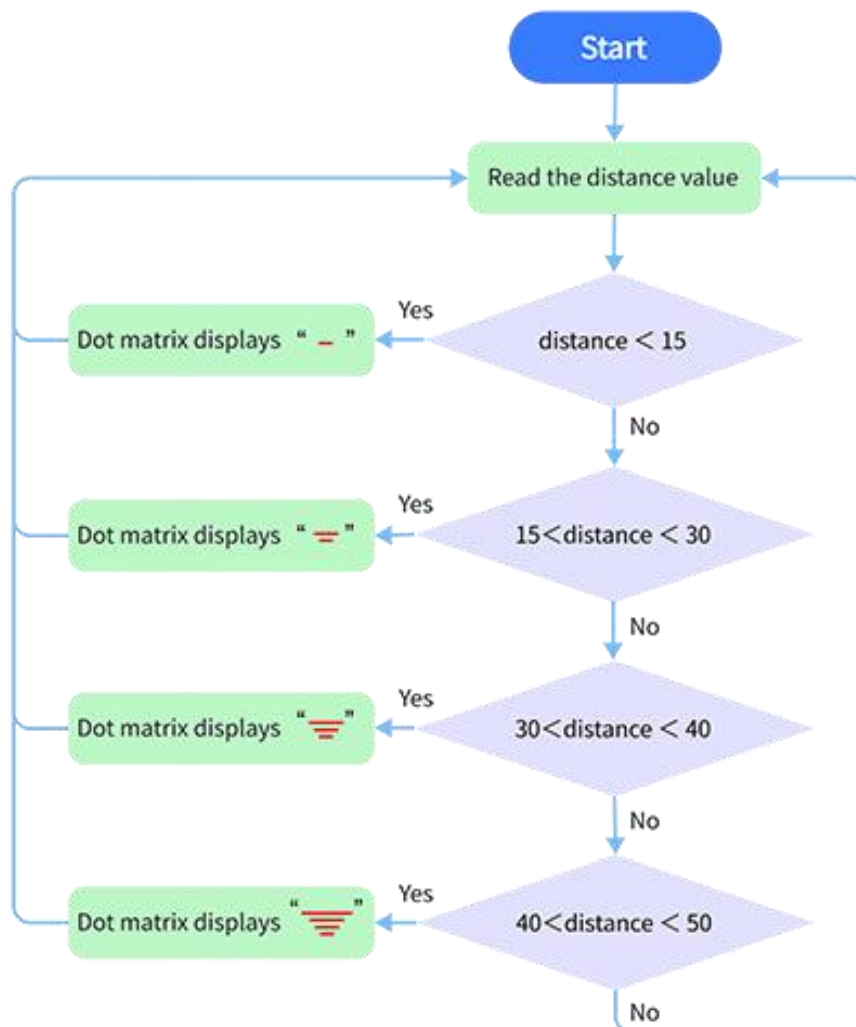 Start
Read the distance value
Yes
Dot matrix displays “ ”
distance < 15
No
Yes
Dot matrix displays “ ”
15<distance < 30
No
Yes
Dot matrix displays “ ”
30<distance < 40
No
Yes
Dot matrix displays “ ”
40<distance < 50
No